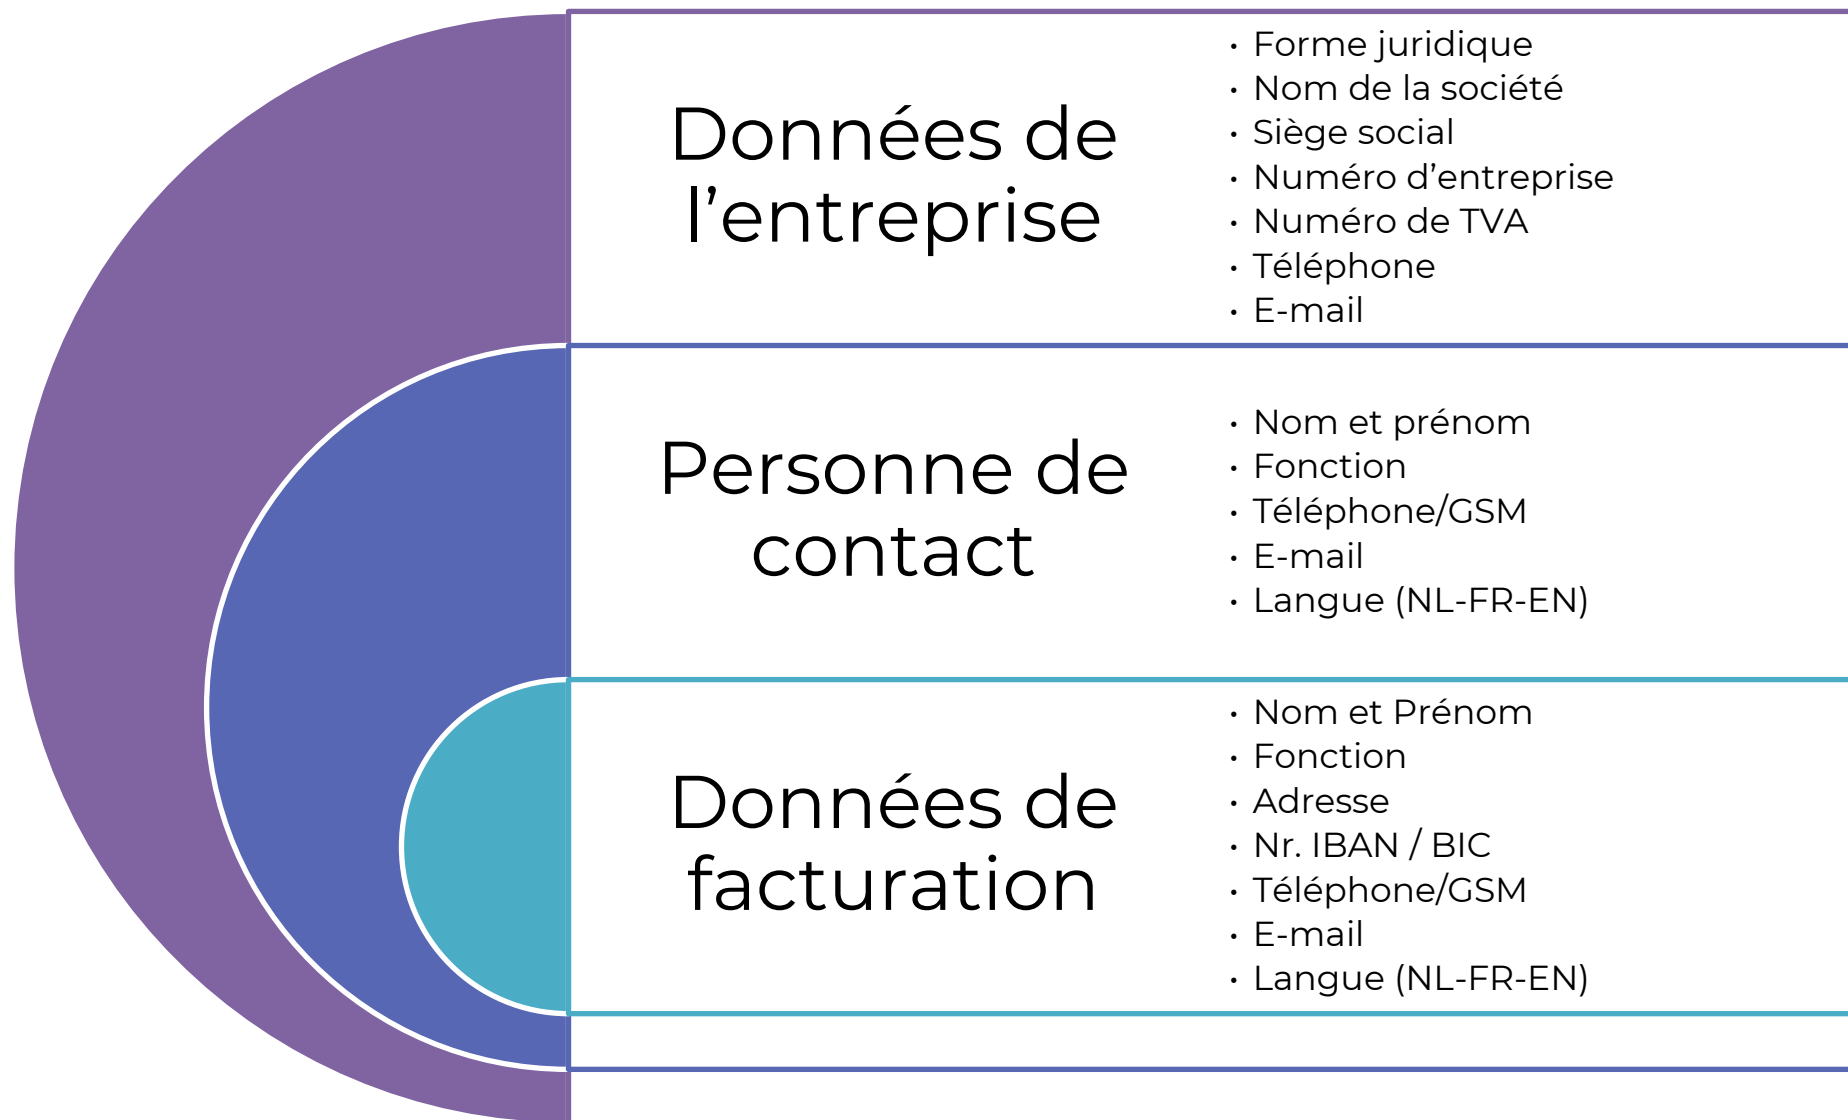 Données de
l’entreprise
• Forme juridique
• Nom de la société
• Siège social
• Numéro d’entreprise
• Numéro de TVA
• Téléphone
• E-mail
Personne de
contact
• Nom et prénom
• Fonction
• Téléphone/GSM
• E-mail
• Langue (NL-FR-EN)
Données de
facturation
• Nom et Prénom
• Fonction
• Adresse
• Nr. IBAN / BIC
• Téléphone/GSM
• E-mail
• Langue (NL-FR-EN)